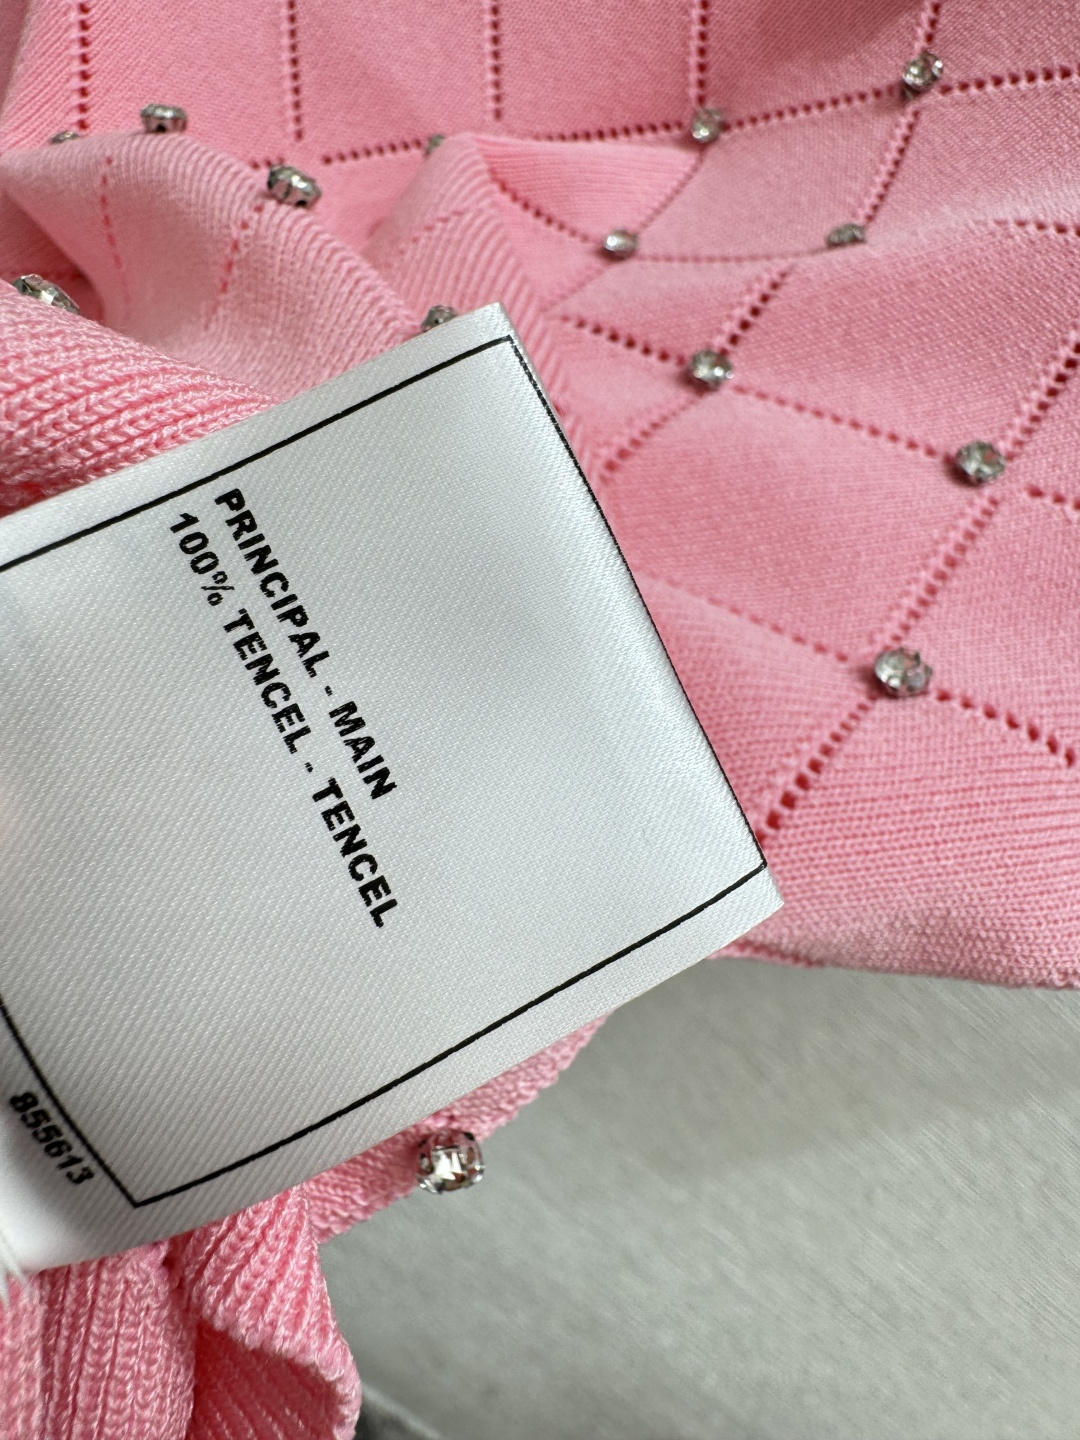 PRINCIPAL - MAIN
100% TENCEL - TENCEL
855613